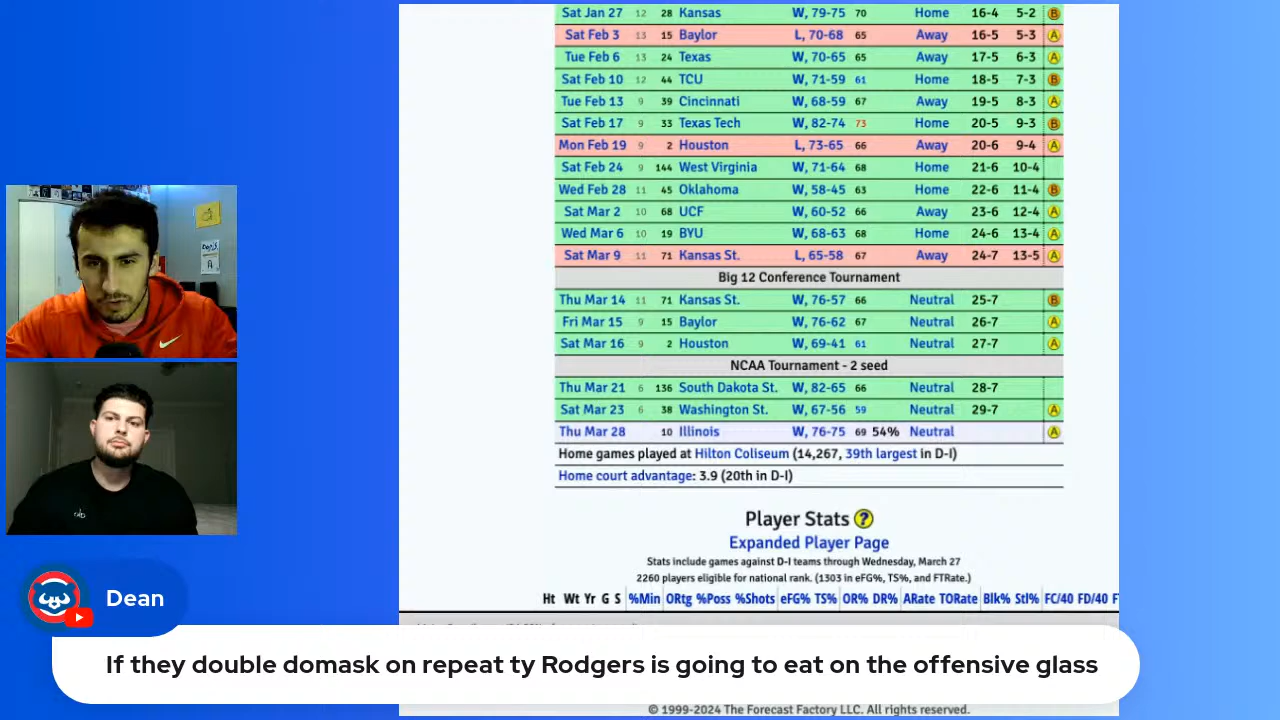 Sat Jan 27 12 28 Kansas W, 79-75 70 Home 16-4 5-2 B
Sat Feb 3 13 15 Baylor L, 70-68 65 Away 16-5 5-3 A
Tue Feb 6 13 24 Texas W, 70-65 65 Away 17-5 6-3 A
Sat Feb 10 12 44 TCU W, 71-59 61 Home 18-5 7-3 B
Tue Feb 13 9 39 Cincinnati W, 68-59 67 Away 19-5 8-3 A
Sat Feb 17 9 33 Texas Tech W, 82-74 73 Home 20-5 9-3 B
Mon Feb 19 9 2 Houston L, 73-65 66 Away 20-6 9-4 A
Sat Feb 24 9 144 West Virginia W, 71-64 68 Home 21-6 10-4
Wed Feb 28 11 45 Oklahoma W, 58-45 63 Home 22-6 11-4 B
Sat Mar 2 10 68 UCF W, 60-52 66 Away 23-6 12-4 A
Wed Mar 6 10 19 BYU W, 68-63 68 Home 24-6 13-4 A
Sat Mar 9 11 71 Kansas St. L, 65-58 67 Away 24-7 13-5 A
Big 12 Conference Tournament
Thu Mar 14 11 71 Kansas St. W, 76-57 66 Neutral 25-7 B
Fri Mar 15 9 15 Baylor W, 76-62 67 Neutral 26-7 A
Sat Mar 16 9 2 Houston W, 69-41 61 Neutral 27-7 A
NCAA Tournament - 2 seed
Thu Mar 21 6 136 South Dakota St. W, 82-65 66 Neutral 28-7
Sat Mar 23 6 38 Washington St. W, 67-56 59 Neutral 29-7 A
Thu Mar 28 10 Illinois W, 76-75 69 54% Neutral A
Home games played at Hilton Coliseum (14,267, 39th largest in D-I)
Home court advantage: 3.9 (20th in D-I)
Player Stats ?
Expanded Player Page
Stats include games against D-I teams through Wednesday, March 27
2260 players eligible for national rank. (1303 in eFG%, TS%, and FTRate.)
Ht Wt Yr G S %Min ORtg %Poss %Shots eFG% TS% OR% DR% ARate TORate Blk% Stl% FC/40 FD/40
Dean
If they double domask on repeat ty Rodgers is going to eat on the offensive glass
© 1999-2024 The Forecast Factory LLC. All rights reserved.